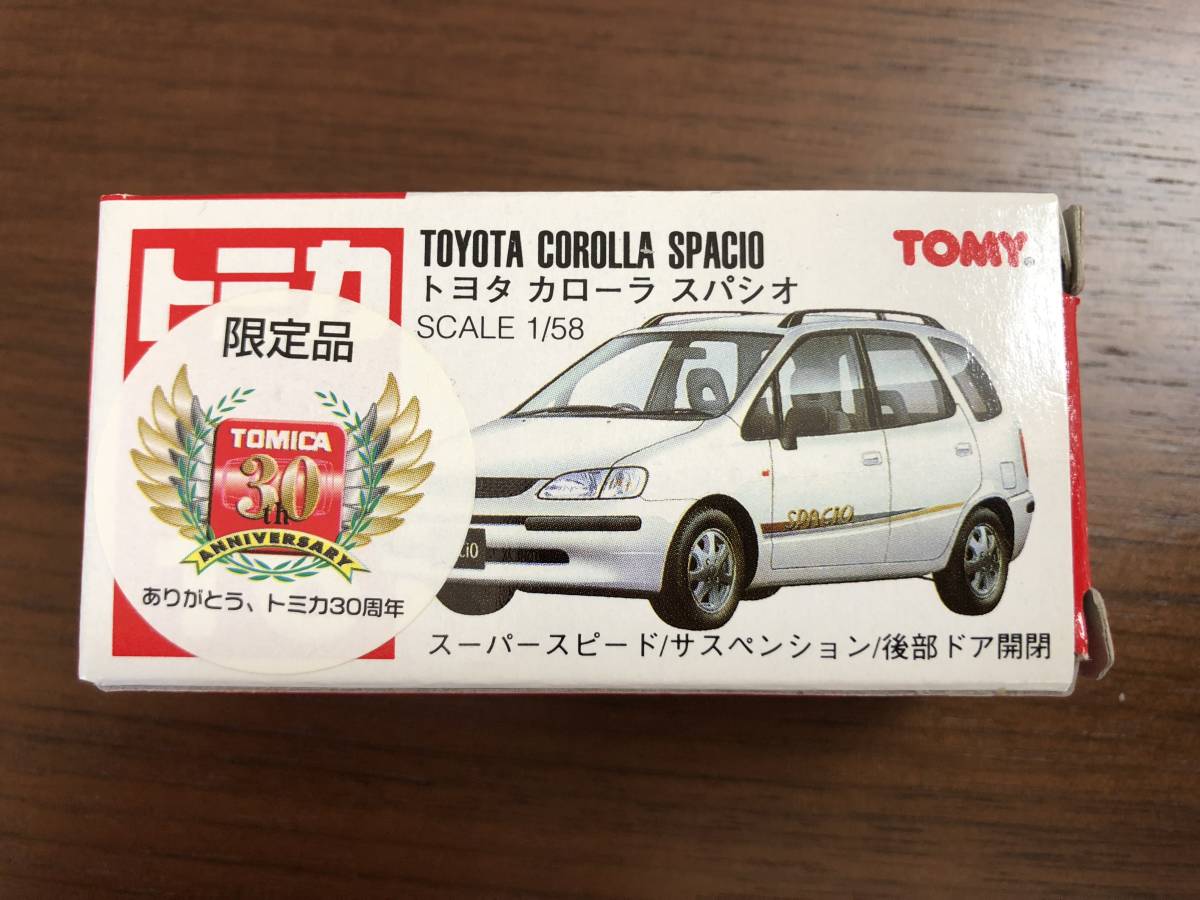 トミカ
TOYOTA COROLLA SPACIO
トヨタ カローラ スパシオ
SCALE 1/58
TOMY®
限定品
TOMICA
30
th
ANNIVERSARY
ありがとう、トミカ30周年
SPACIO
スーパースピード/サスペンション/後部ドア開閉